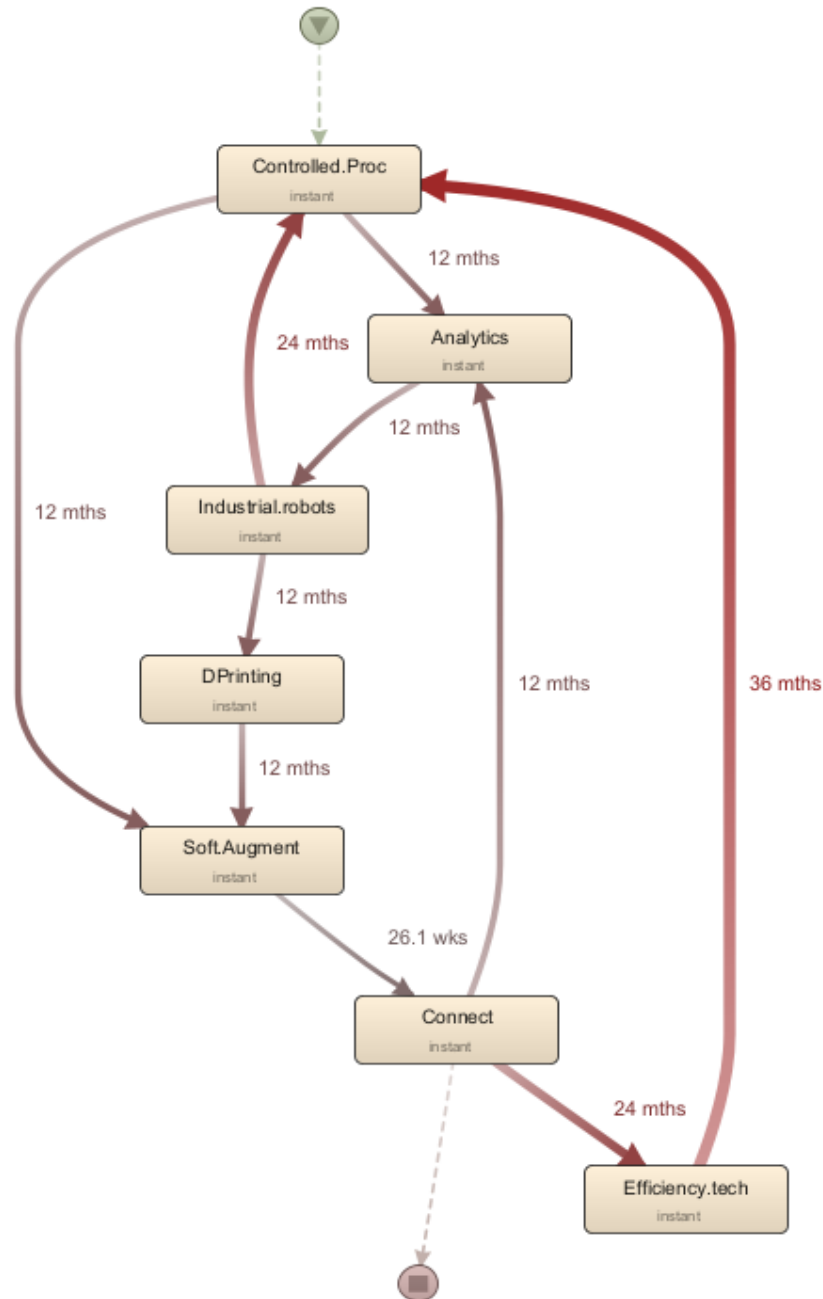 Controlled.Proc
instant
12 mths
Analytics
instant
24 mths
12 mths
Industrial.robots
instant
12 mths
12 mths
DPrinting
instant
12 mths
36 mths
12 mths
Soft.Augment
instant
26.1 wks
Connect
instant
24 mths
Efficiency.tech
instant